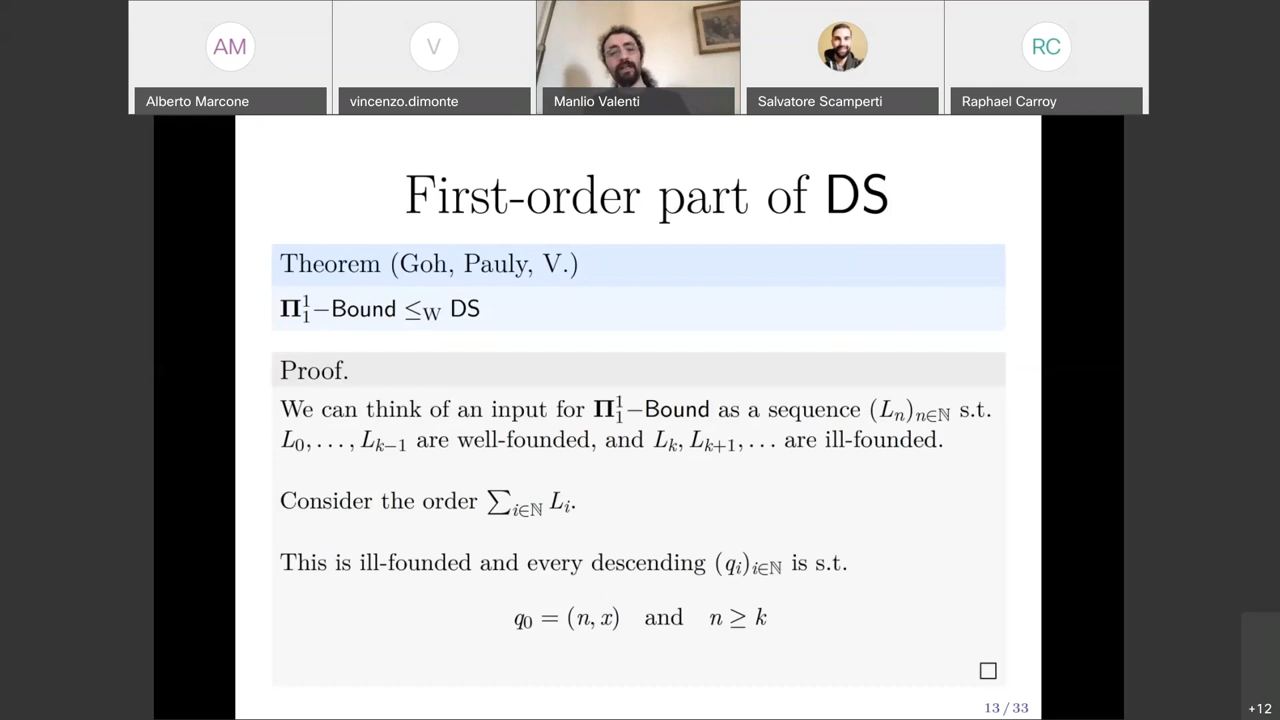 AM
V
RC
Alberto Marcone
vincenzo.dimonte
Manlio Valenti
Salvatore Scamperti
Raphael Carroy
First-order part of DS
Theorem (Goh, Pauly, V.)
𝚷¹₁−Bound ≤_W DS
Proof.
We can think of an input for 𝚷¹₁−Bound as a sequence (Lₙ)ₙ∈ℕ s.t.
L₀, . . . , Lₖ₋₁ are well-founded, and Lₖ, Lₖ₊₁, . . . are ill-founded.
Consider the order ∑ᵢ∈ℕ Lᵢ.
This is ill-founded and every descending (qᵢ)ᵢ∈ℕ is s.t.
q₀ = (n, x) and n ≥ k
□
13 / 33
+12